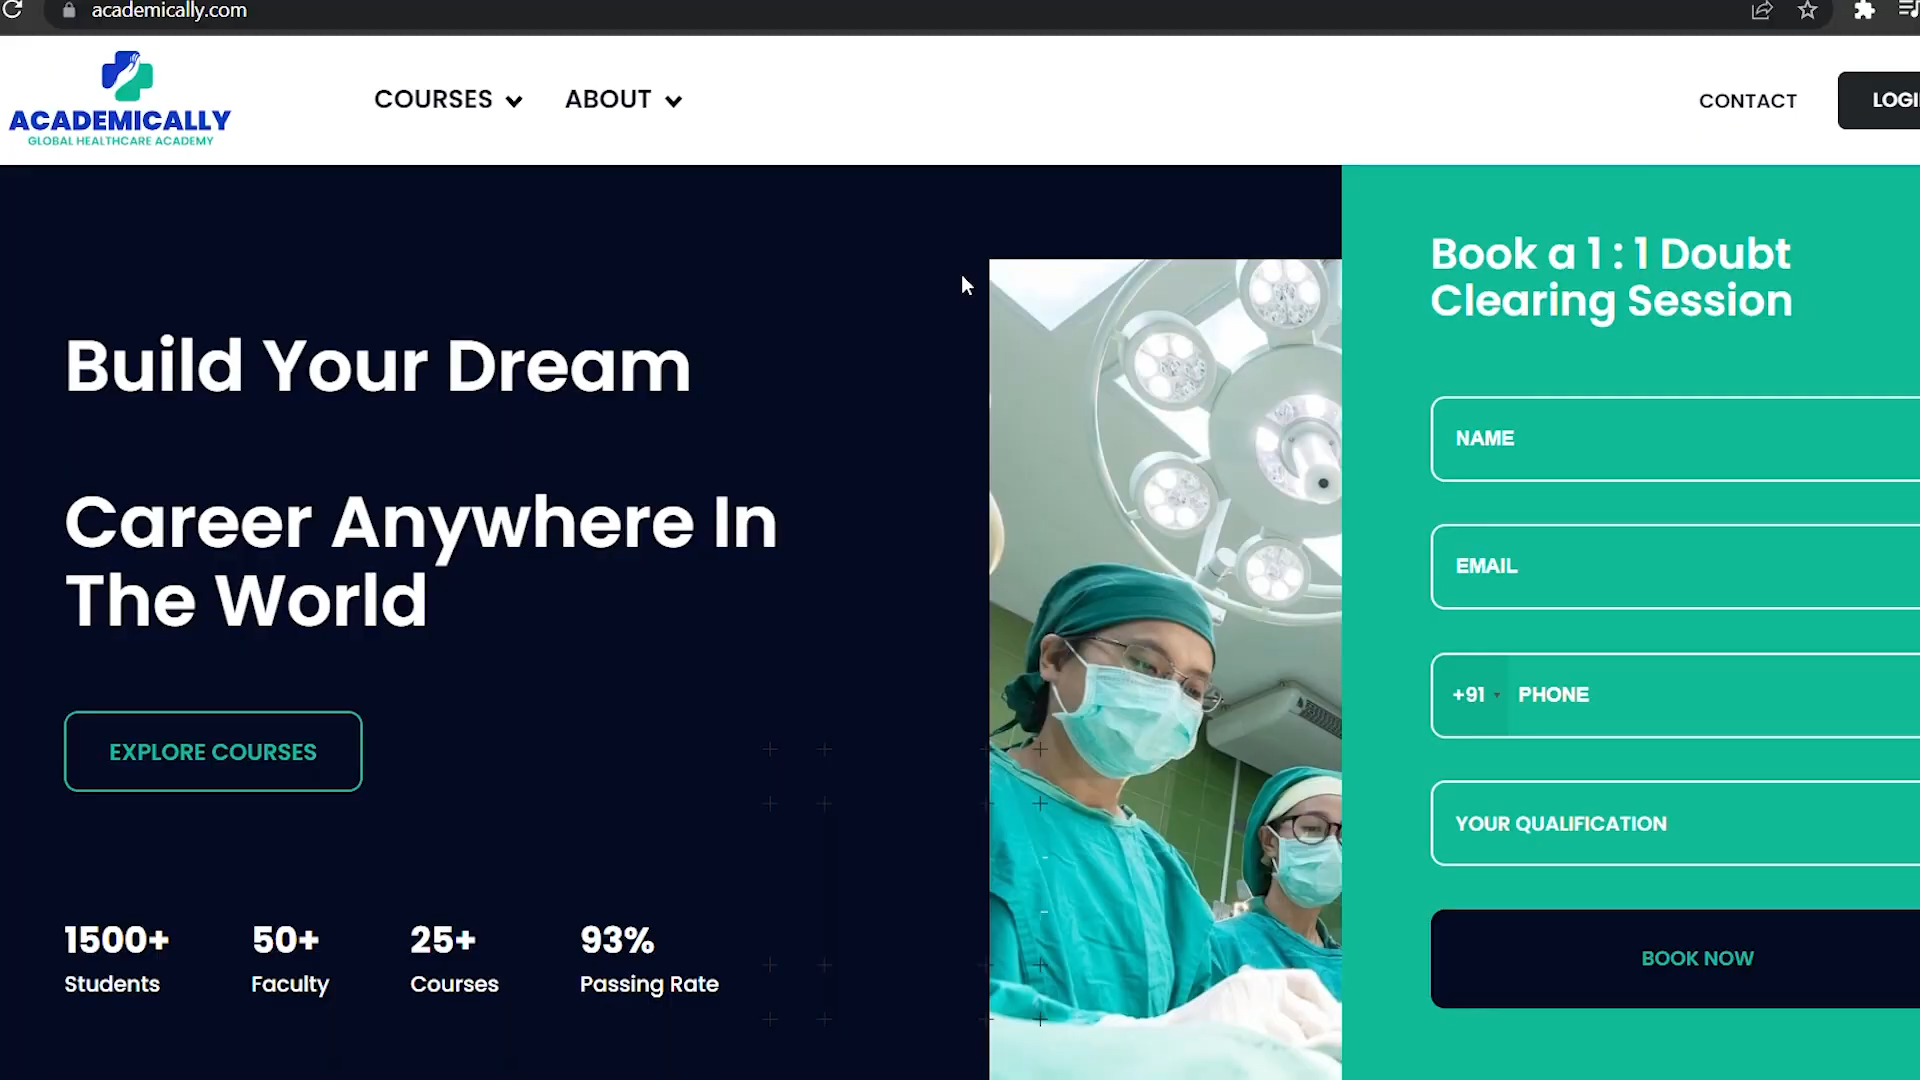 academically.com
ACADEMICALLY
GLOBAL HEALTHCARE ACADEMY
COURSES
ABOUT
CONTACT
LOGI
Build Your Dream
Career Anywhere In
The World
EXPLORE COURSES
1500+
Students
50+
Faculty
25+
Courses
93%
Passing Rate
Book a 1 : 1 Doubt
Clearing Session
NAME
EMAIL
+91 PHONE
YOUR QUALIFICATION
BOOK NOW